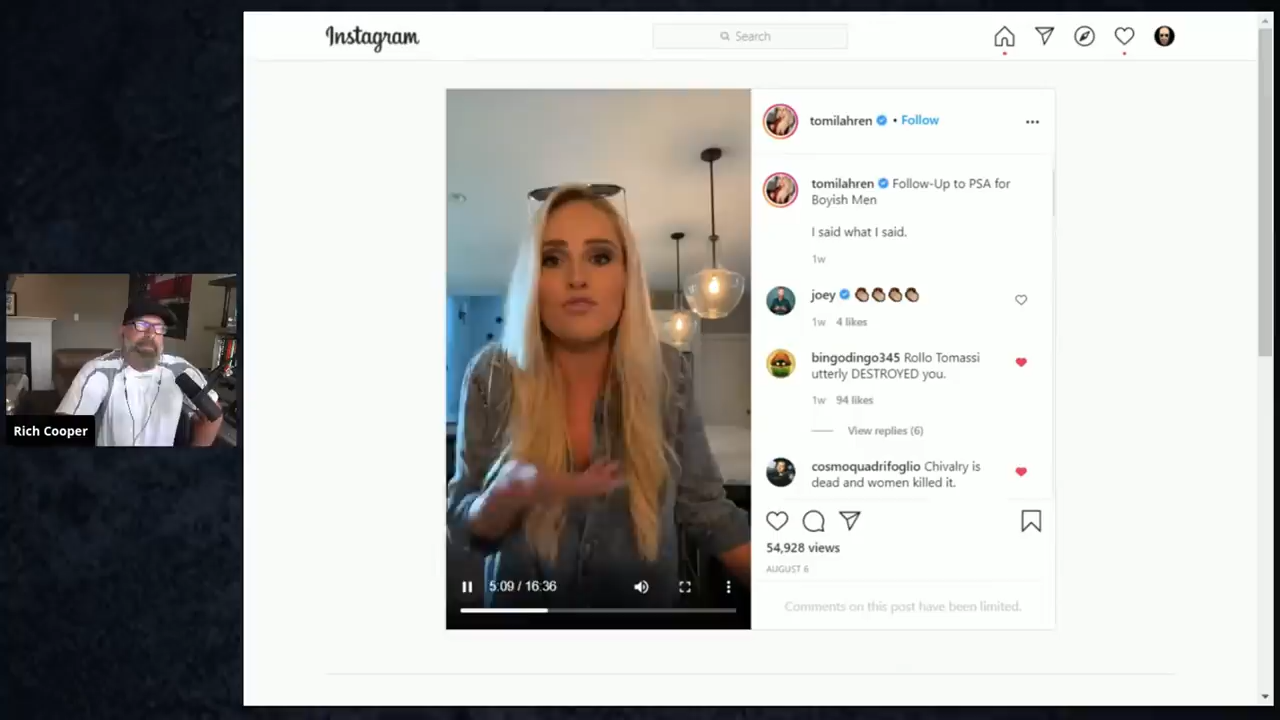 Instagram
Search
tomilahren • Follow
tomilahren Follow-Up to PSA for
Boyish Men
I said what I said.
1w
joey
1w 4 likes
bingodingo345 Rollo Tomassi
utterly DESTROYED you.
1w 94 likes
View replies (6)
cosmoquadrifoglio Chivalry is
dead and women killed it.
54,928 views
AUGUST 6
Comments on this post have been limited.
5:09 / 16:36
Rich Cooper